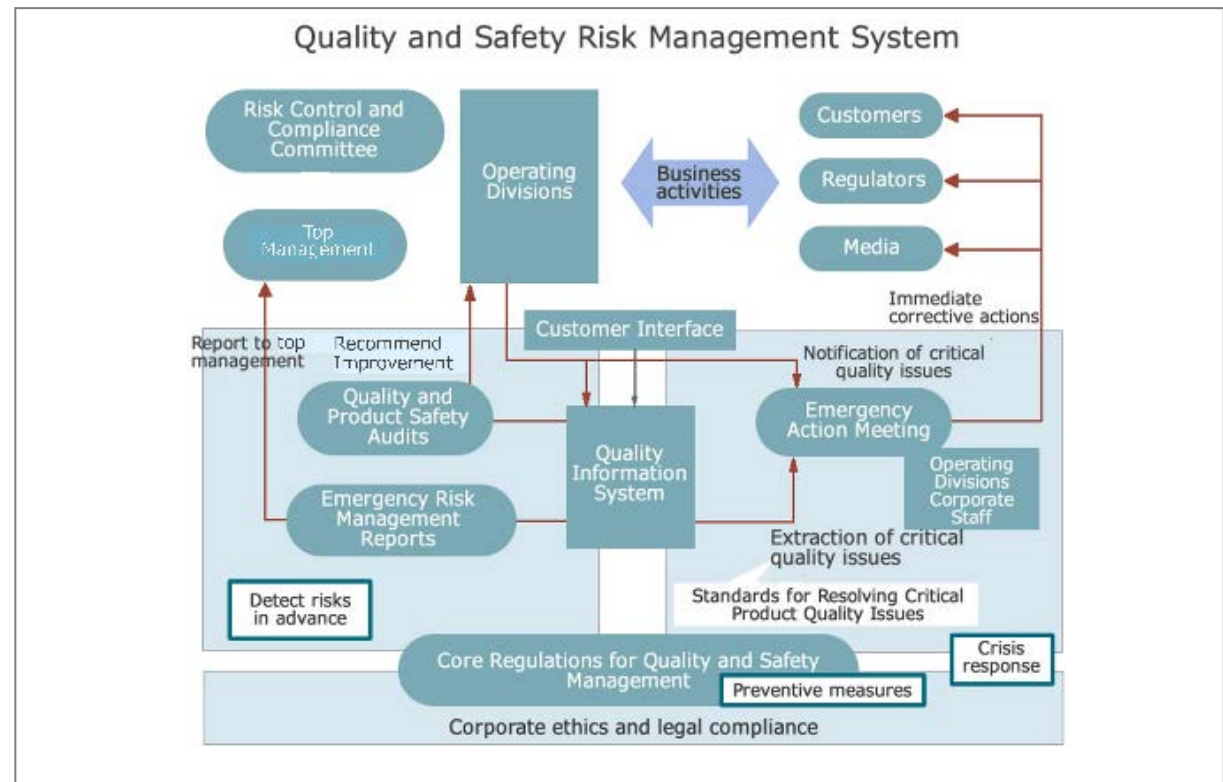 Quality and Safety Risk Management System
Risk Control and
Compliance
Committee
Operating
Divisions
Business
activities
Customers
Regulators
Media
Top
Management
Immediate
corrective actions
Customer Interface
Report to top
management
Recommend
Improvement
Notification of critical
quality issues
Quality and
Product Safety
Audits
Quality
Information
System
Emergency
Action Meeting
Operating
Divisions
Corporate
Staff
Emergency Risk
Management
Reports
Extraction of critical
quality issues
Standards for Resolving Critical
Product Quality Issues
Detect risks
in advance
Crisis
response
Core Regulations for Quality and Safety
Management
Preventive measures
Corporate ethics and legal compliance